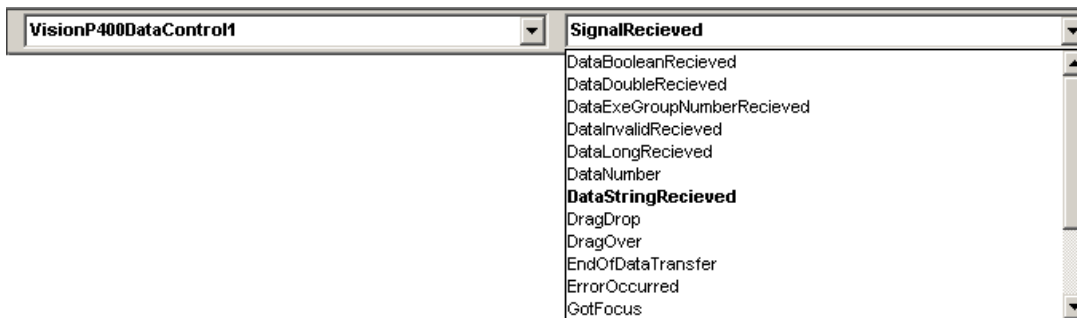 VisionP400DataControl1 SignalRecieved
DataBooleanRecieved
DataDoubleRecieved
DataExeGroupNumberRecieved
DataInvalidRecieved
DataLongRecieved
DataNumber
DataStringRecieved
DragDrop
DragOver
EndOfDataTransfer
ErrorOccurred
GotFocus